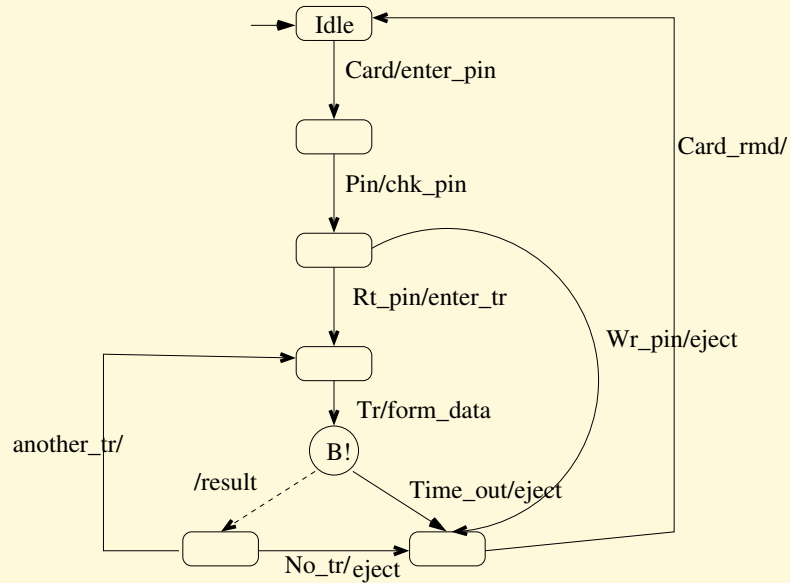 Idle
Card/enter_pin
Card_rmd/
Pin/chk_pin
Rt_pin/enter_tr
Wr_pin/eject
Tr/form_data
another_tr/
B!
/result
Time_out/eject
No_tr/eject